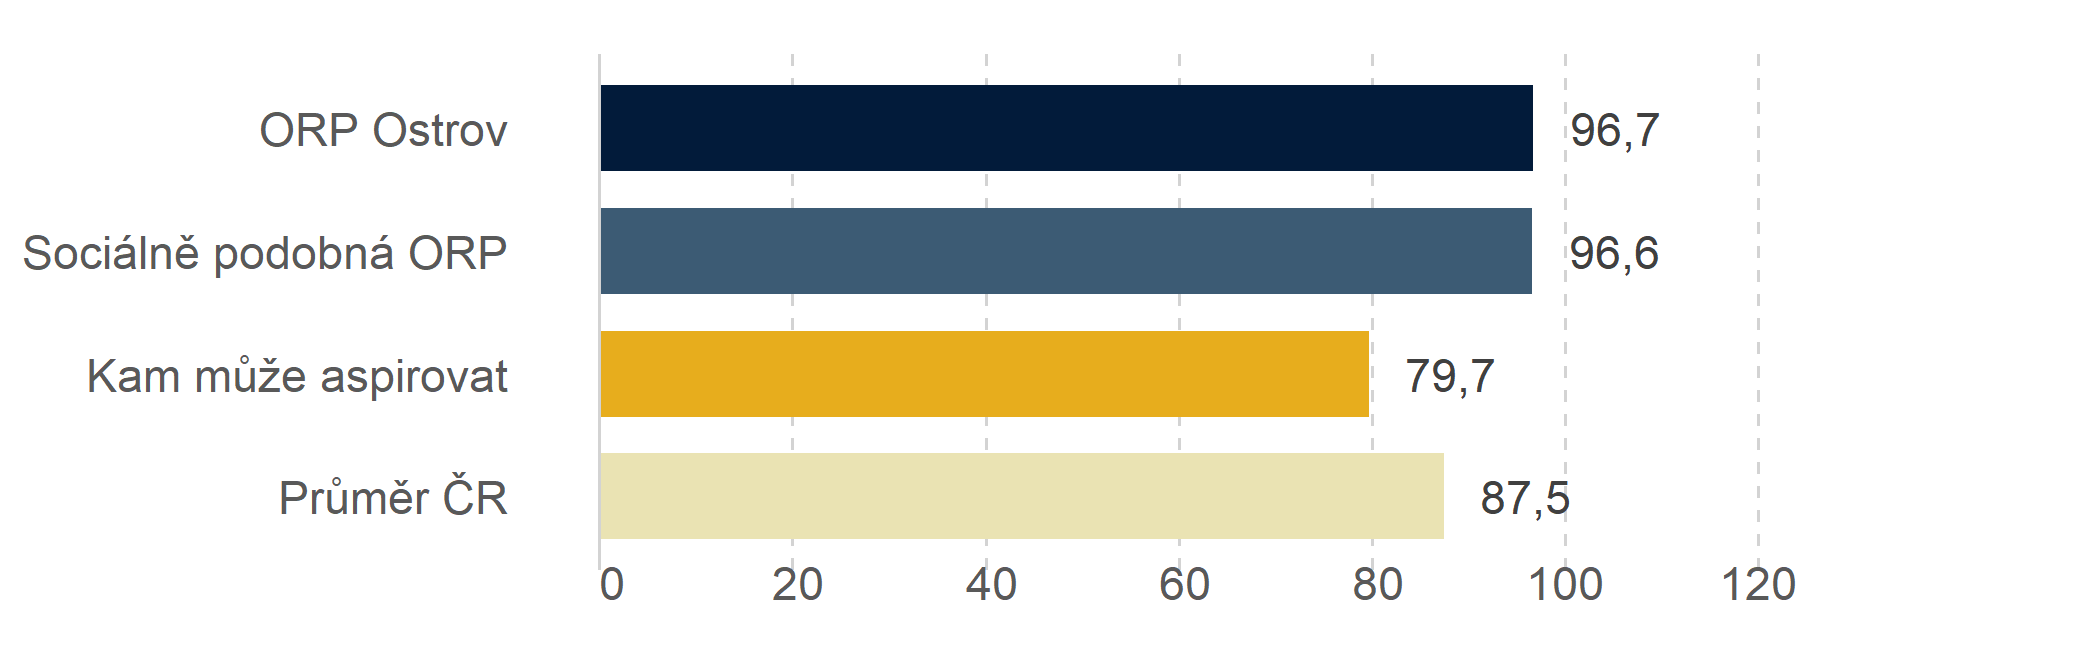 ORP Ostrov 96,7
Sociálně podobná ORP 96,6
Kam může aspirovat 79,7
Průměr ČR 87,5
0 20 40 60 80 100 120